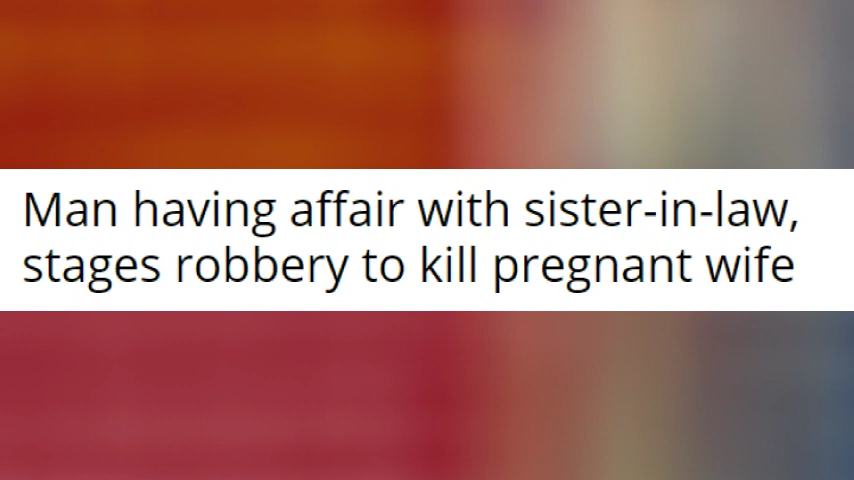 Man having affair with sister-in-law,
stages robbery to kill pregnant wife